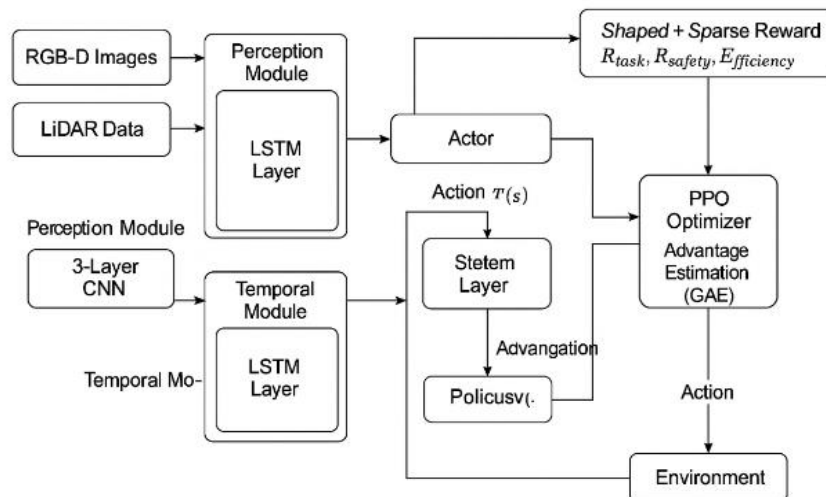 RGB-D Images
LiDAR Data
Perception
Module
LSTM
Layer
Shaped + Sparse Reward
R_task, R_safety, E_fficiency
Actor
Action T(s)
PPO
Optimizer
Advantage
Estimation
(GAE)
Perception Module
3-Layer
CNN
Temporal
Module
LSTM
Layer
Temporal Mo-
Stetem
Layer
Advangation
Policusv(.
Action
Environment